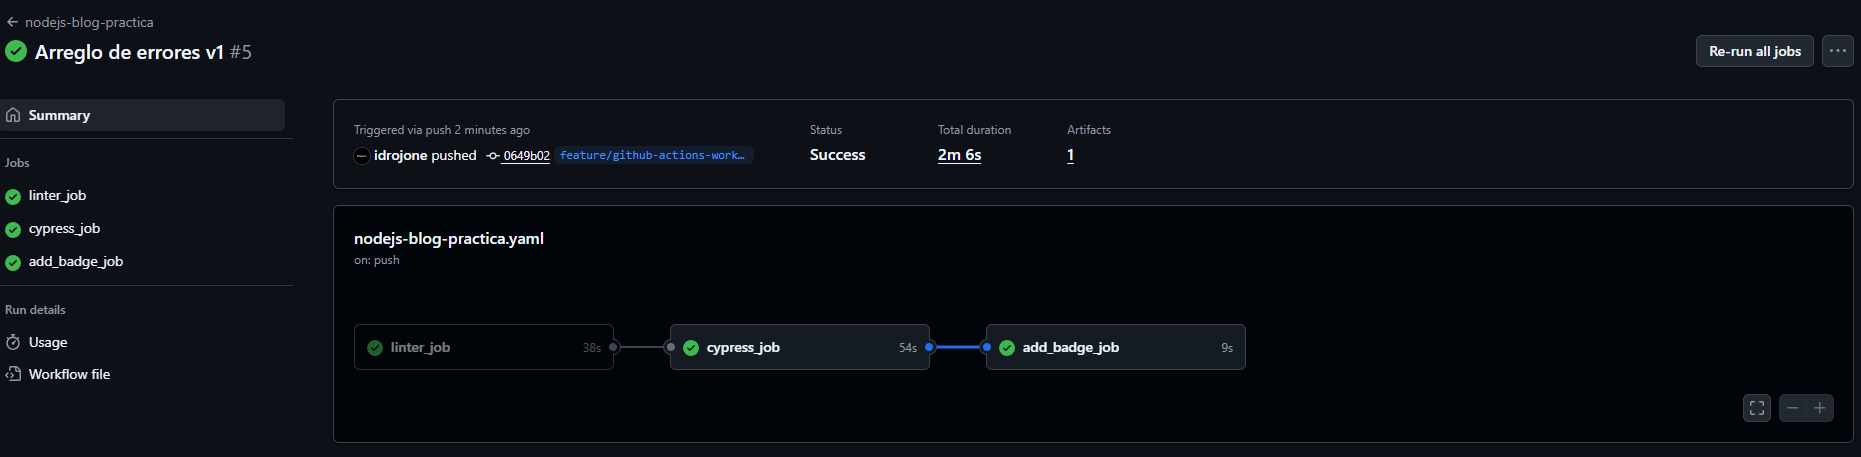 ← nodejs-blog-practica
Arreglo de errores v1 #5
Re-run all jobs
Summary
Jobs
linter_job
cypress_job
add_badge_job
Run details
Usage
Workflow file
Triggered via push 2 minutes ago
idrojone pushed 0649b02 feature/github-actions-work…
Status
Success
Total duration
2m 6s
Artifacts
1
nodejs-blog-practica.yaml
on: push
linter_job 38s
cypress_job 54s
add_badge_job 9s